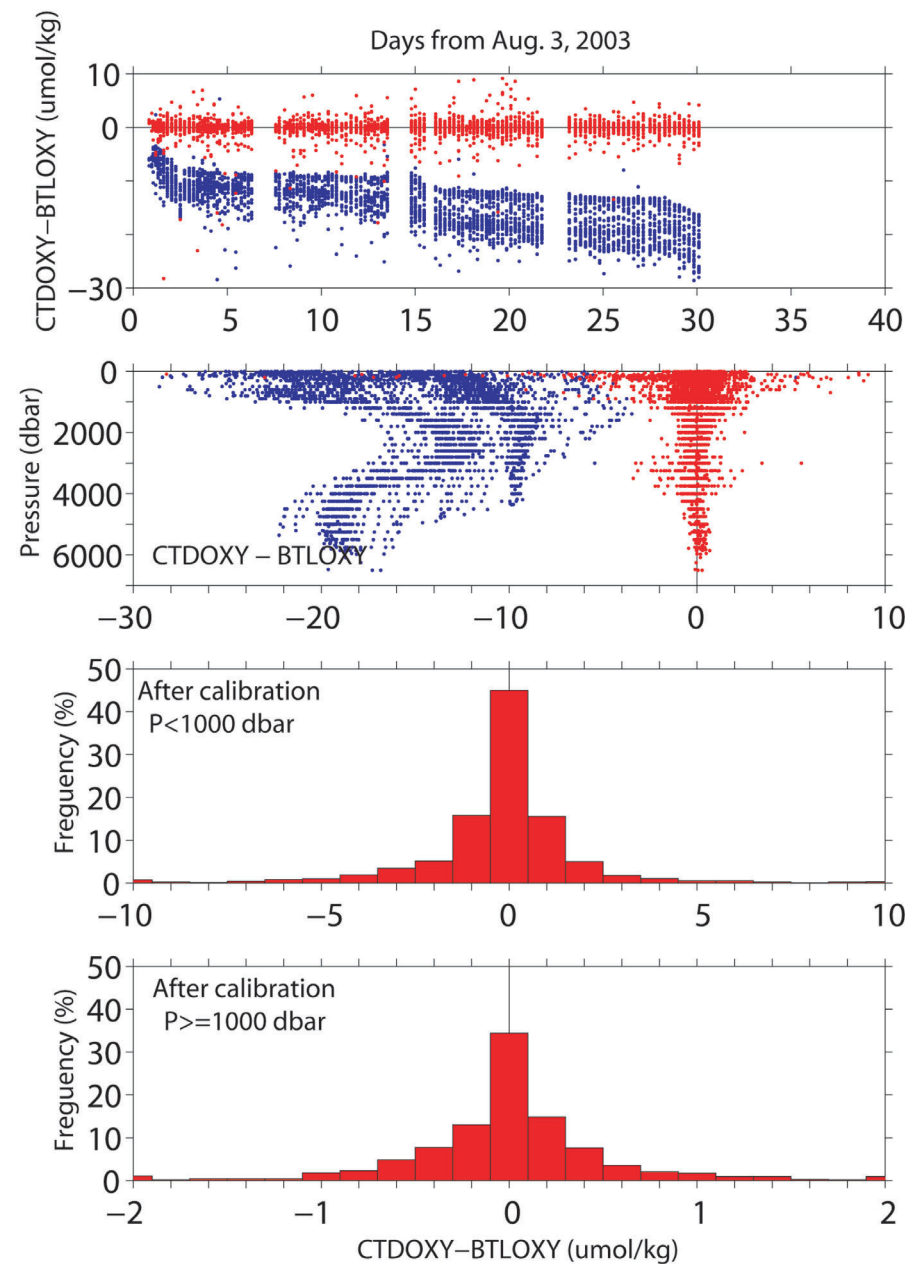 Days from Aug. 3, 2003
CTDOXY−BTLOXY (umol/kg)
10
0
−30
0 5 10 15 20 25 30 35 40
Pressure (dbar)
0
2000
4000
6000
CTDOXY − BTLOXY
−30 −20 −10 0 10
Freguency (%)
50
40
30
20
10
0
After calibration
P<1000 dbar
−10 −5 0 5 10
Freguency (%)
50
40
30
20
10
0
After calibration
P>=1000 dbar
−2 −1 0 1 2
CTDOXY−BTLOXY (umol/kg)